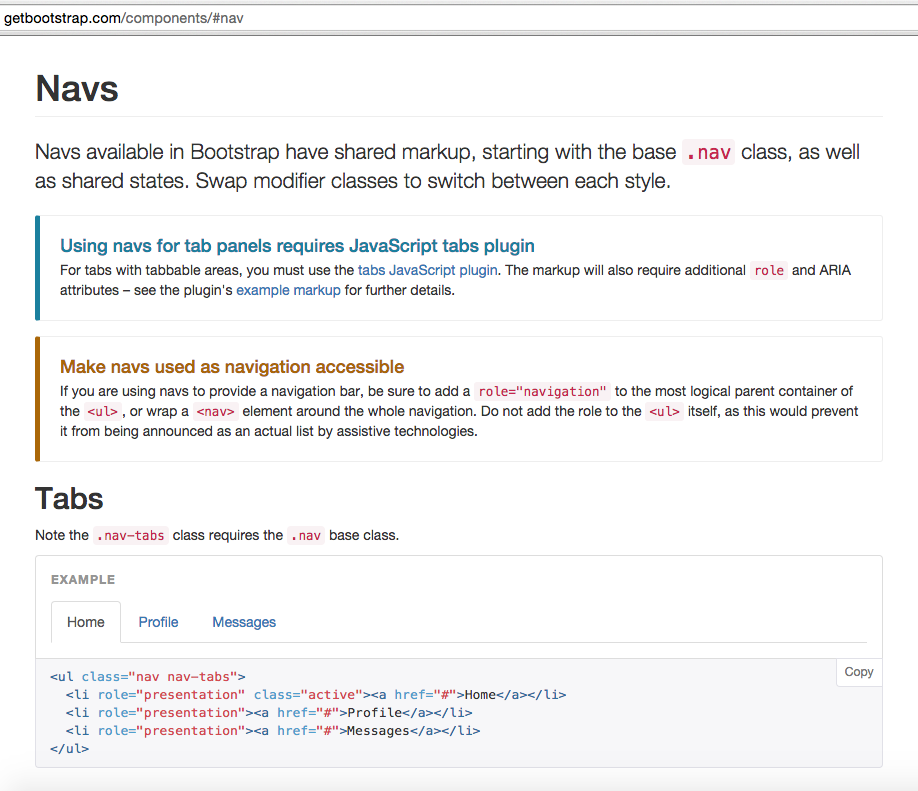 getbootstrap.com/components/#nav
Navs
Navs available in Bootstrap have shared markup, starting with the base .nav class, as well
as shared states. Swap modifier classes to switch between each style.
Using navs for tab panels requires JavaScript tabs plugin
For tabs with tabbable areas, you must use the tabs JavaScript plugin. The markup will also require additional role and ARIA
attributes – see the plugin's example markup for further details.
Make navs used as navigation accessible
If you are using navs to provide a navigation bar, be sure to add a role="navigation" to the most logical parent container of
the <ul>, or wrap a <nav> element around the whole navigation. Do not add the role to the <ul> itself, as this would prevent
it from being announced as an actual list by assistive technologies.
Tabs
Note the .nav-tabs class requires the .nav base class.
EXAMPLE
Home Profile Messages
Copy
<ul class="nav nav-tabs">
  <li role="presentation" class="active"><a href="#">Home</a></li>
  <li role="presentation"><a href="#">Profile</a></li>
  <li role="presentation"><a href="#">Messages</a></li>
</ul>